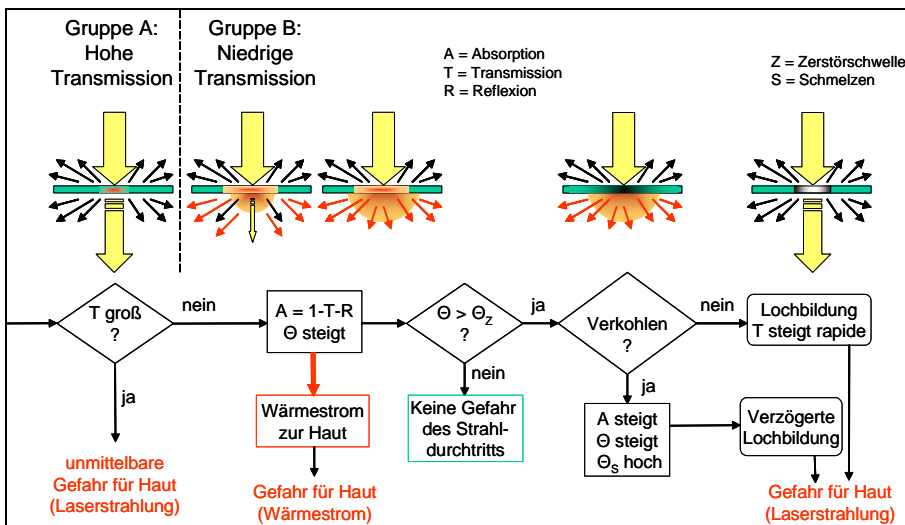 Gruppe A:
Hohe
Transmission
Gruppe B:
Niedrige
Transmission
A = Absorption
T = Transmission
R = Reflexion
Z = Zerstörschwelle
S = Schmelzen
T groß
?
nein
ja
unmittelbare
Gefahr für Haut
(Laserstrahlung)
A = 1-T-R
Θ steigt
Wärmestrom
zur Haut
Gefahr für Haut
(Wärmestrom)
Θ > Θz
?
ja
nein
Keine Gefahr
des Strahl-
durchtritts
Verkohlen
?
nein
ja
A steigt
Θ steigt
Θs hoch
Lochbildung
T steigt rapide
Verzögerte
Lochbildung
Gefahr für Haut
(Laserstrahlung)